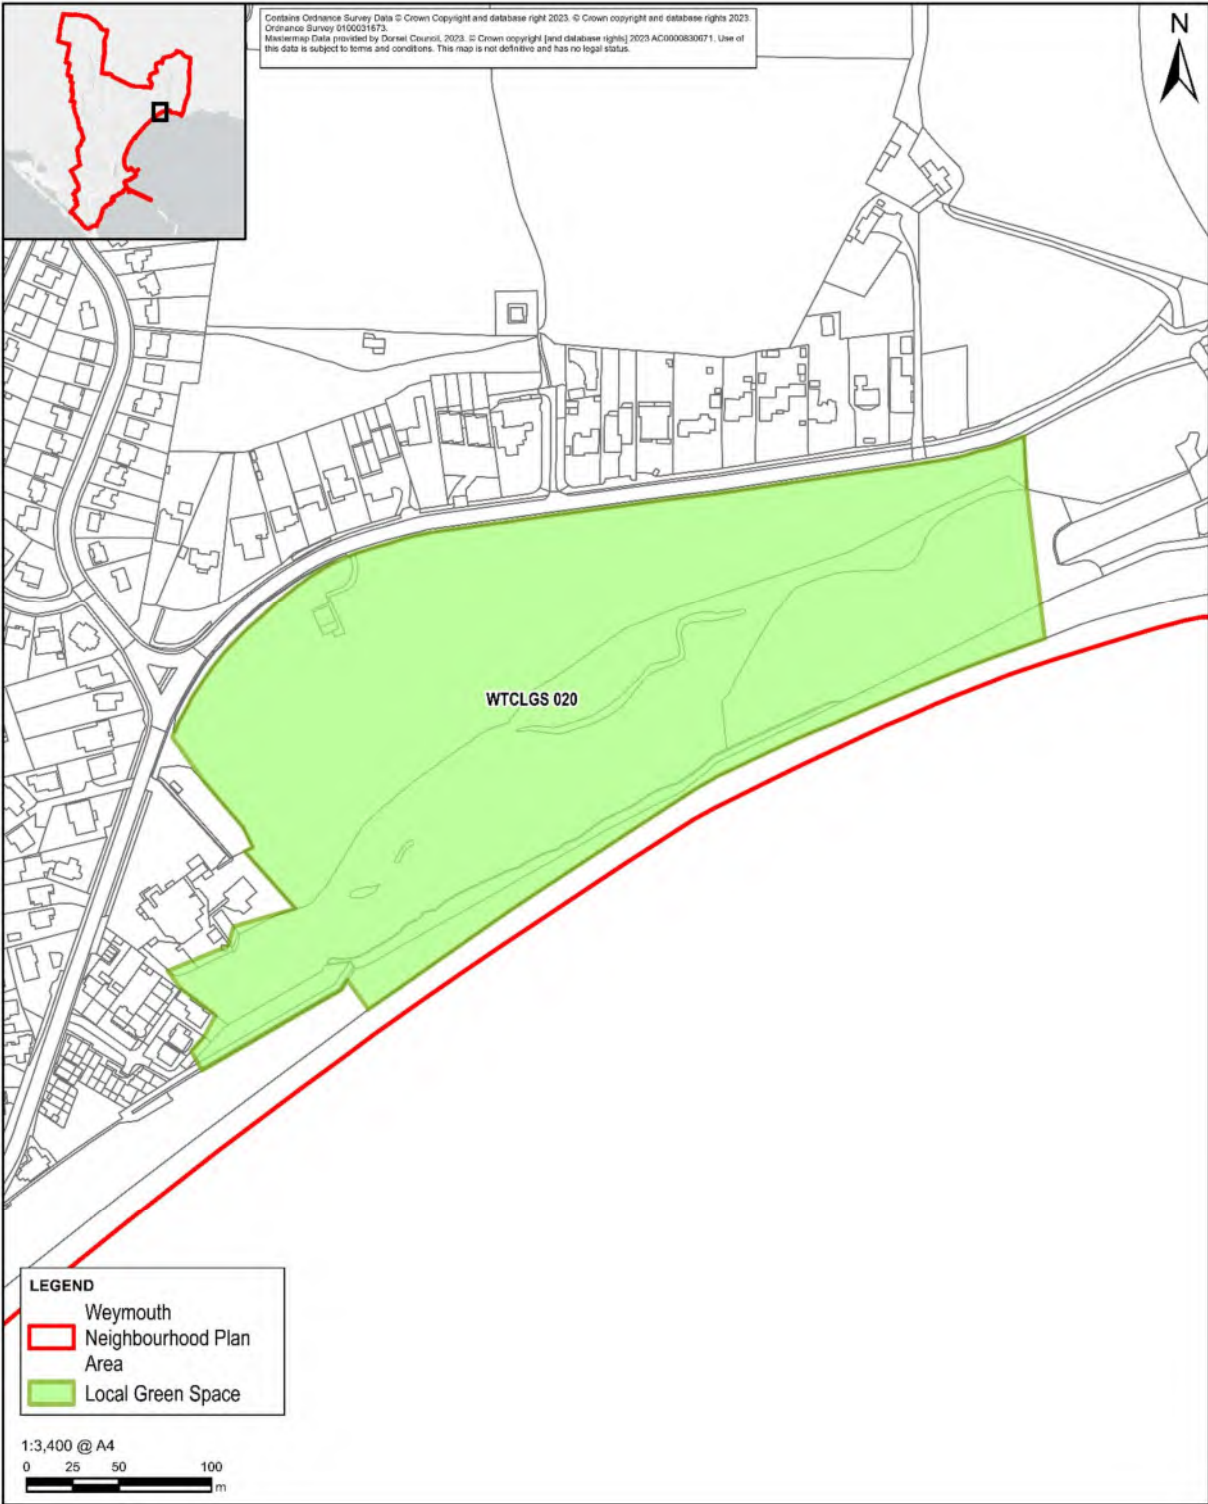 Contains Ordnance Survey Data © Crown Copyright and database right 2023. © Crown copyright and database rights 2023.
Ordnance Survey 0100031673.
Mastermap Data provided by Dorset Council, 2023. © Crown copyright [and database rights] 2023 AC0000830671. Use of
this data is subject to terms and conditions. This map is not definitive and has no legal status.
N
WTCLGS 020
LEGEND
Weymouth
Neighbourhood Plan
Area
Local Green Space
1:3,400 @ A4
0 25 50 100
m